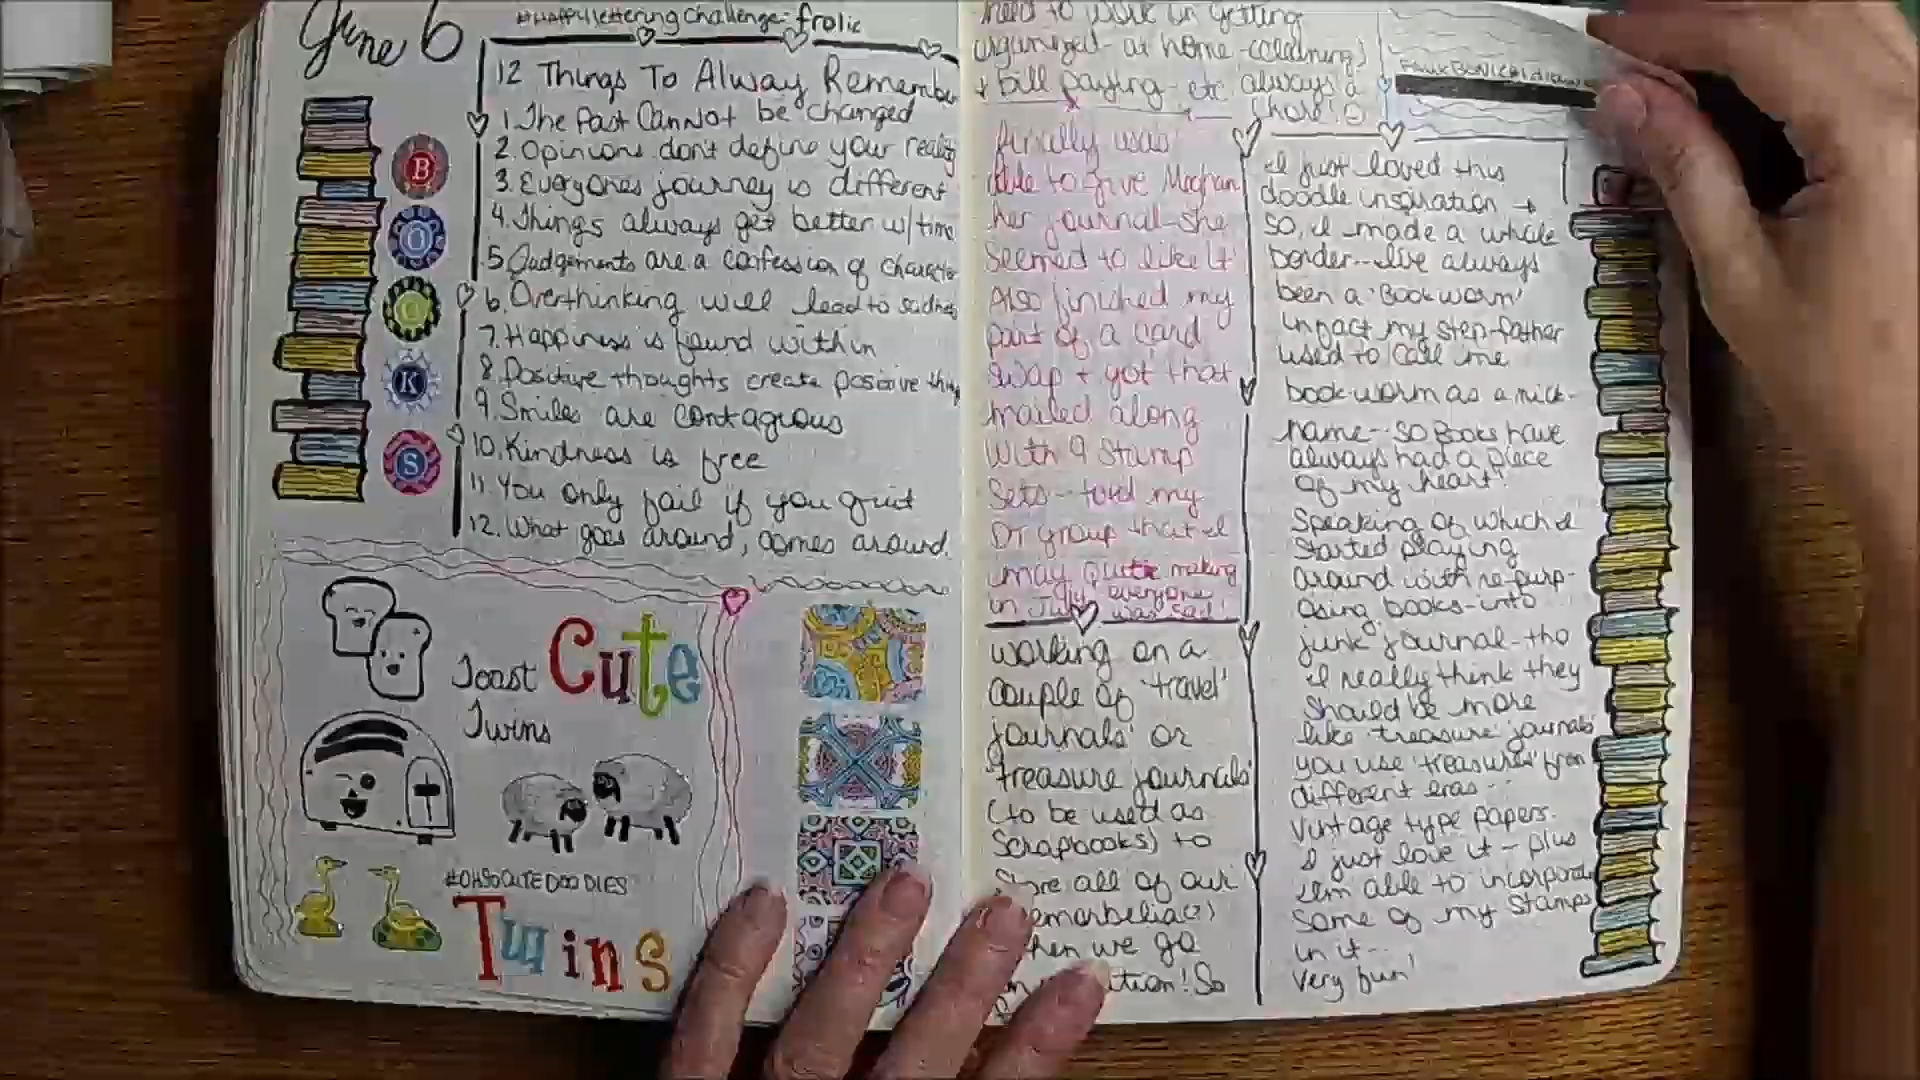 June 6
#Happylettering Challenge- frolic
12 Things To Alway Remember
1. The Past Cannot be changed
2. Opinions don't define your reality
3. Everyones journey is different
4. Things always get better w/time
5 Judgements are a confession of character
6. Overthinking will lead to sadness
7. Happiness is found within
8. Positive thoughts create positive things
9. Smiles are contagious
10. Kindness is free
11. You only fail if you quit
12. What goes around, comes around.
B
O
O
K
S
Toast
Twins
Cute
#OHSOCUTEDOODLES
Twins
need to work on getting
organized- at home -(cleaning)
+ bill paying- etc always a
chore!
finally was
able to give Meghan
her journal-she
seemed to like it
Also finished my
part of a card
swap + got that
mailed along
with 9 stamp
sets-- told my
DT group that I
may quit making
in July everyone
was sad!
working on a
couple of 'travel'
journals' or
'treasure journals'
(to be used as
scrapbooks) to
store all of our
when we go
So
I just loved this
doodle inspiration +
so, I made a whole
border--I've always
been a 'Bookworm'
in fact my step-father
used to call me
bookworm as a nick-
name-- so Books have
always had a piece
of my heart!
Speaking of which I
started playing
around with re-purp-
osing books-into
junk journal-tho
I really think they
should be more
like 'treasure' journals
you use 'treasures' from
different eras--
vintage type papers.
I just love it - plus
I'm able to incorporate
some of my stamps
in it--
very fun!